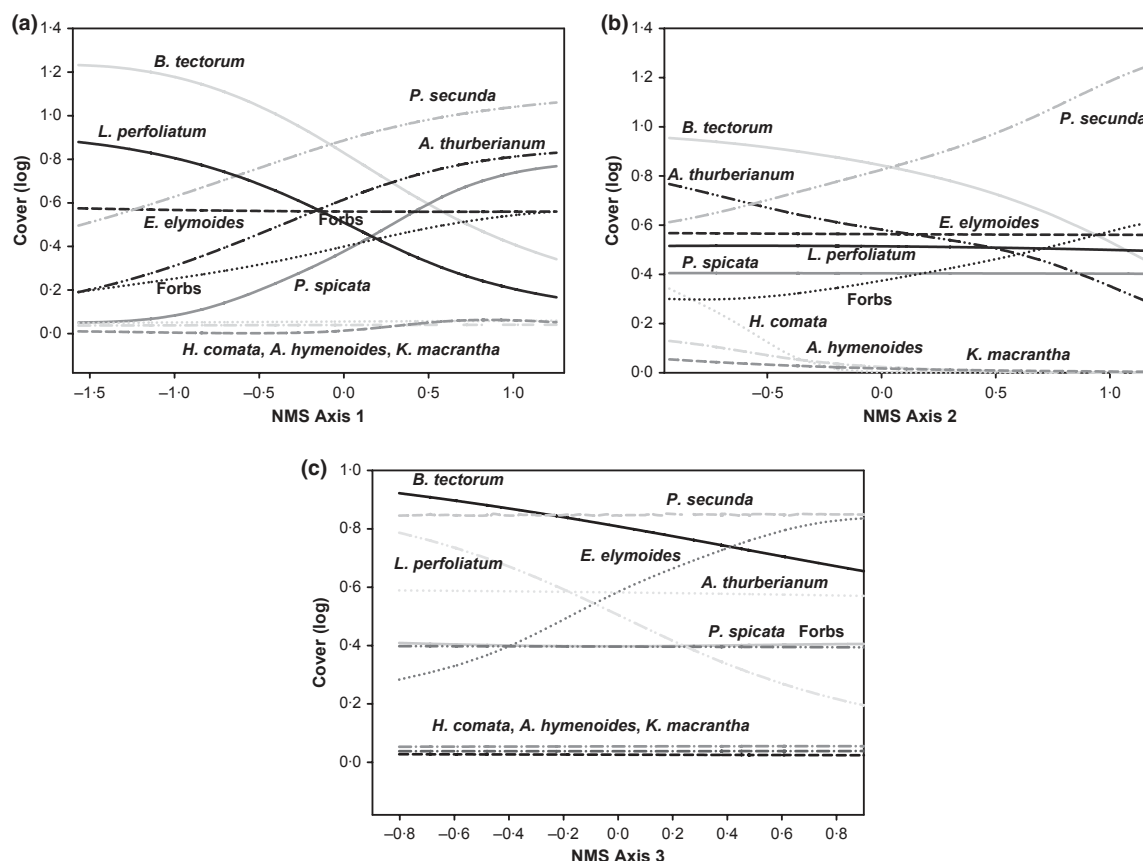 (a)
1·4
1·2
1·0
0·8
0·6
0·4
0·2
0·0
Cover (log)
B. tectorum
P. secunda
L. perfoliatum
A. thurberianum
E. elymoides
Forbs
Forbs
P. spicata
H. comata, A. hymenoides, K. macrantha
–1·5 –1·0 –0·5 0·0 0·5 1·0
NMS Axis 1
(b)
1·4
1·2
1·0
0·8
0·6
0·4
0·2
0·0
Cover (log)
P. secunda
B. tectorum
A. thurberianum
E. elymoides
L. perfoliatum
P. spicata
Forbs
H. comata
A. hymenoides
K. macrantha
–0·5 0·0 0·5 1·0
NMS Axis 2
(c)
1·0
0·8
0·6
0·4
0·2
0·0
Cover (log)
B. tectorum
P. secunda
L. perfoliatum
E. elymoides
A. thurberianum
P. spicata Forbs
H. comata, A. hymenoides, K. macrantha
–0·8 –0·6 –0·4 –0·2 0·0 0·2 0·4 0·6 0·8
NMS Axis 3